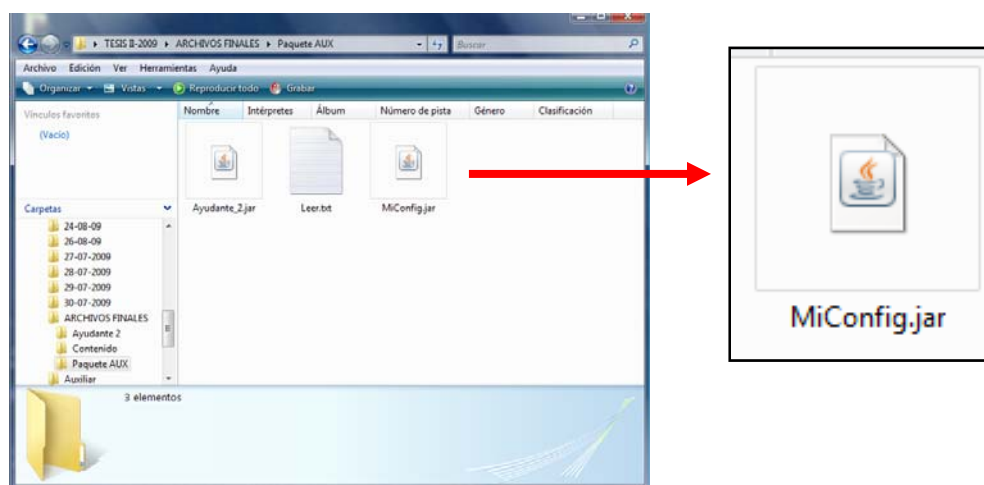 TESIS II-2009 ▸ ARCHIVOS FINALES ▸ Paquete AUX
Buscar
Archivo Edición Ver Herramientas Ayuda
Organizar Vistas Reproducir todo Grabar
Vínculos favoritos
(Vacío)
Nombre Intérpretes Álbum Número de pista Género Clasificación
Ayudante_2.jar Leer.txt MiConfig.jar
Carpetas
24-08-09
26-08-09
27-07-2009
28-07-2009
29-07-2009
30-07-2009
ARCHIVOS FINALES
Ayudante 2
Contenido
Paquete AUX
Auxiliar
3 elementos
MiConfig.jar